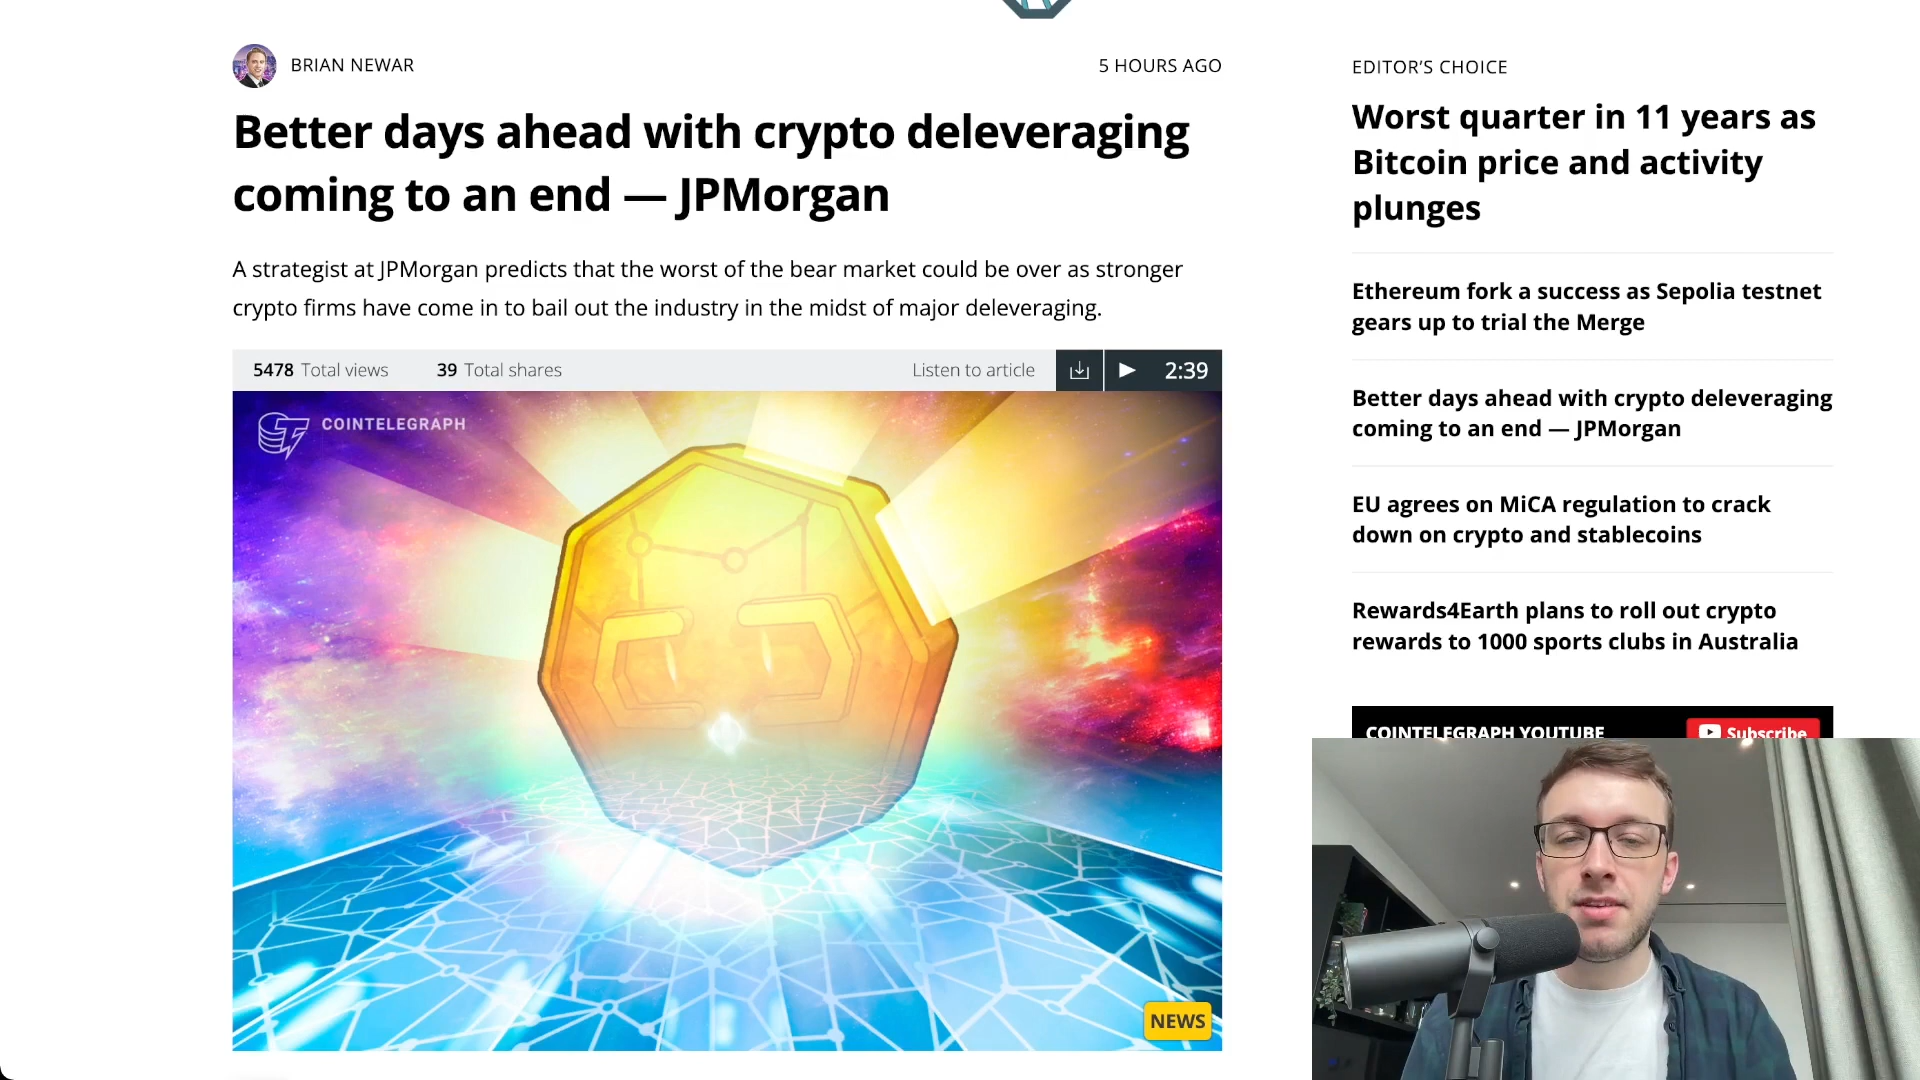 BRIAN NEWAR
5 HOURS AGO
Better days ahead with crypto deleveraging
coming to an end — JPMorgan
A strategist at JPMorgan predicts that the worst of the bear market could be over as stronger
crypto firms have come in to bail out the industry in the midst of major deleveraging.
5478 Total views 39 Total shares Listen to article 2:39
COINTELEGRAPH
NEWS
EDITOR’S CHOICE
Worst quarter in 11 years as
Bitcoin price and activity
plunges
Ethereum fork a success as Sepolia testnet
gears up to trial the Merge
Better days ahead with crypto deleveraging
coming to an end — JPMorgan
EU agrees on MiCA regulation to crack
down on crypto and stablecoins
Rewards4Earth plans to roll out crypto
rewards to 1000 sports clubs in Australia
COINTELEGRAPH YOUTUBE Subscribe